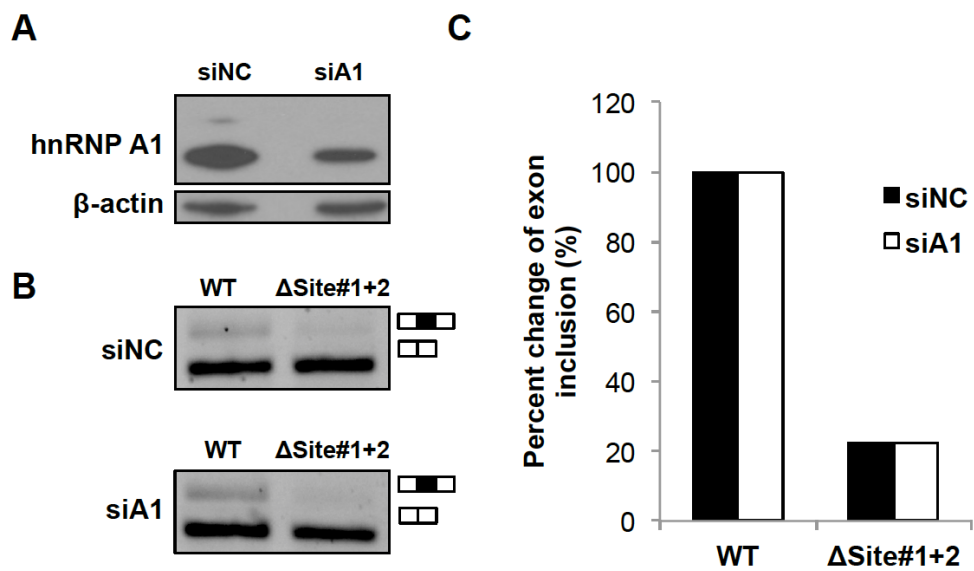 A
siNC siA1
hnRNP A1
β-actin
B
WT ΔSite#1+2
siNC
WT ΔSite#1+2
siA1
C
Percent change of exon
inclusion (%)
120
100
80
60
40
20
0
siNC
siA1
WT ΔSite#1+2